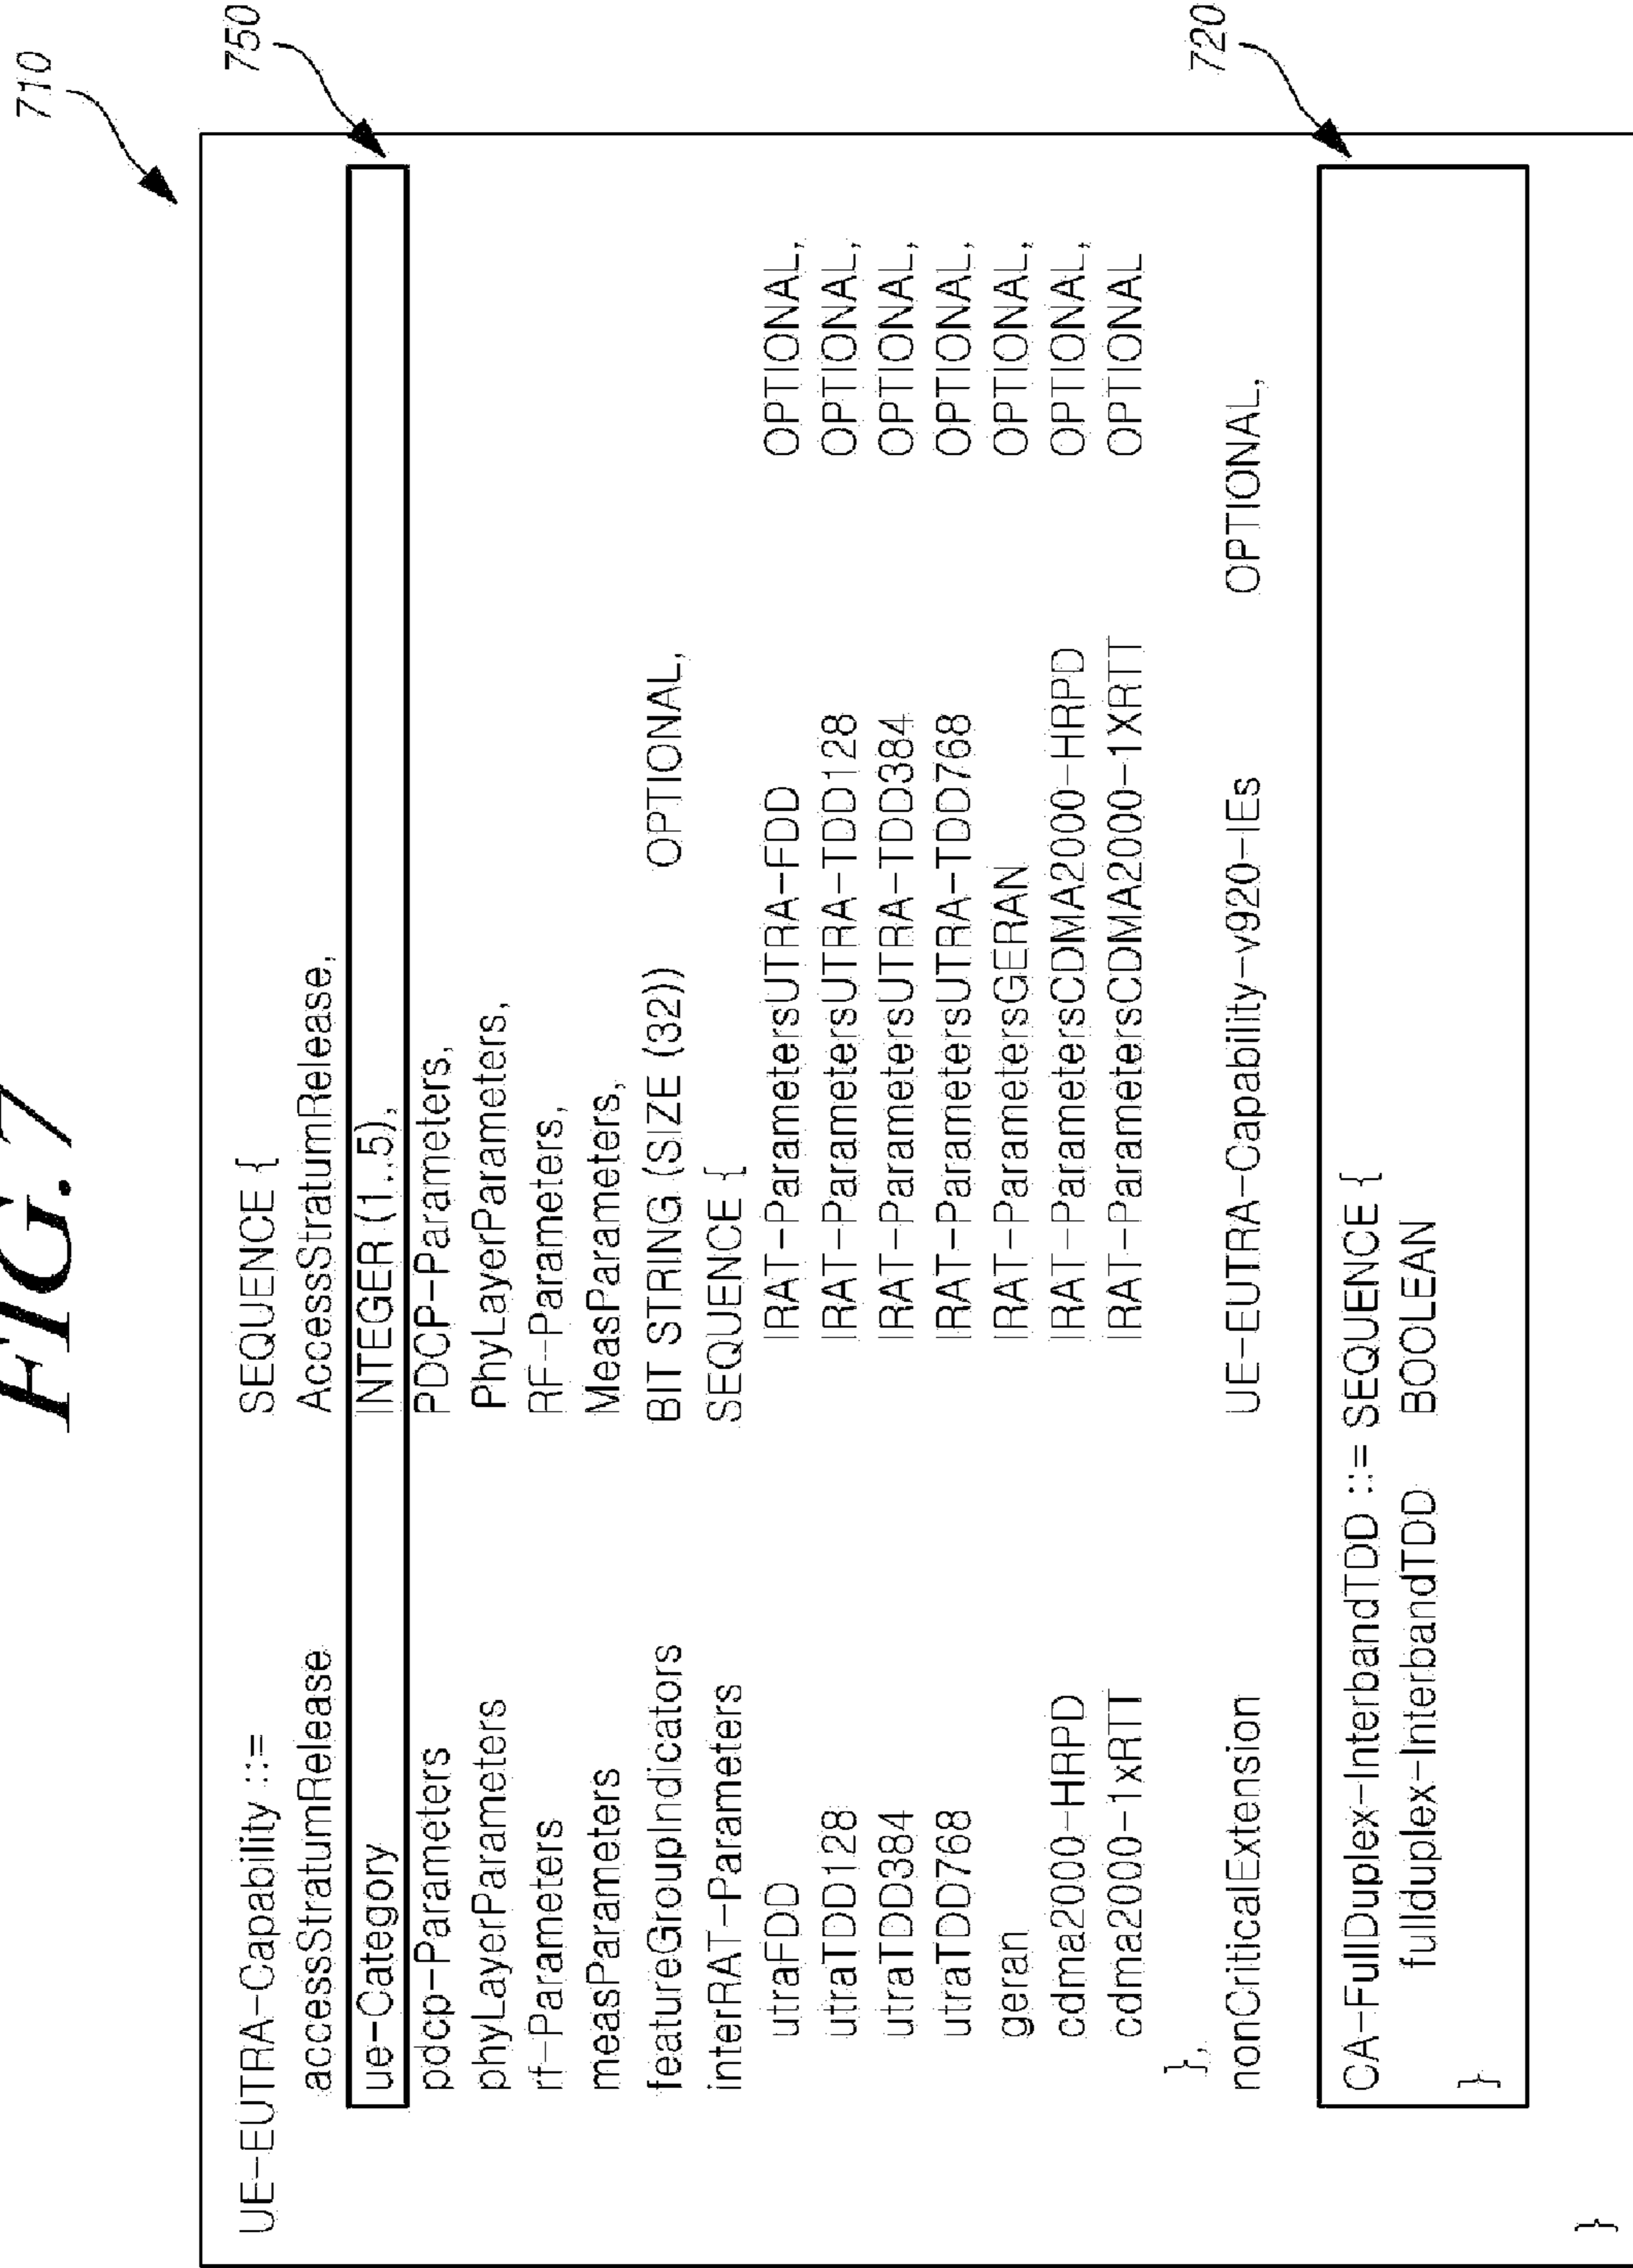 FIG. 7
710
UE-EUTRA-Capability ::= SEQUENCE {
accessStratumRelease AccessStratumRelease,
750
ue-Category INTEGER (1..5),
pdcp-Parameters PDCP-Parameters,
phyLayerParameters PhyLayerParameters,
rf-Parameters RF-Parameters,
measParameters MeasParameters,
featureGroupIndicators BIT STRING (SIZE (32)) OPTIONAL,
interRAT-Parameters SEQUENCE {
utraFDD IRAT-ParametersUTRA-FDD OPTIONAL,
utraTDD128 IRAT-ParametersUTRA-TDD128 OPTIONAL,
utraTDD384 IRAT-ParametersUTRA-TDD384 OPTIONAL,
utraTDD768 IRAT-ParametersUTRA-TDD768 OPTIONAL,
geran IRAT-ParametersGERAN OPTIONAL,
cdma2000-HRPD IRAT-ParametersCDMA2000-HRPD OPTIONAL,
cdma2000-1xRTT IRAT-ParametersCDMA2000-1XRTT OPTIONAL
},
nonCriticalExtension UE-EUTRA-Capability-v920-IEs OPTIONAL,
720
CA-FullDuplex-InterbandTDD ::= SEQUENCE {
fullduplex-InterbandTDD BOOLEAN
}
}